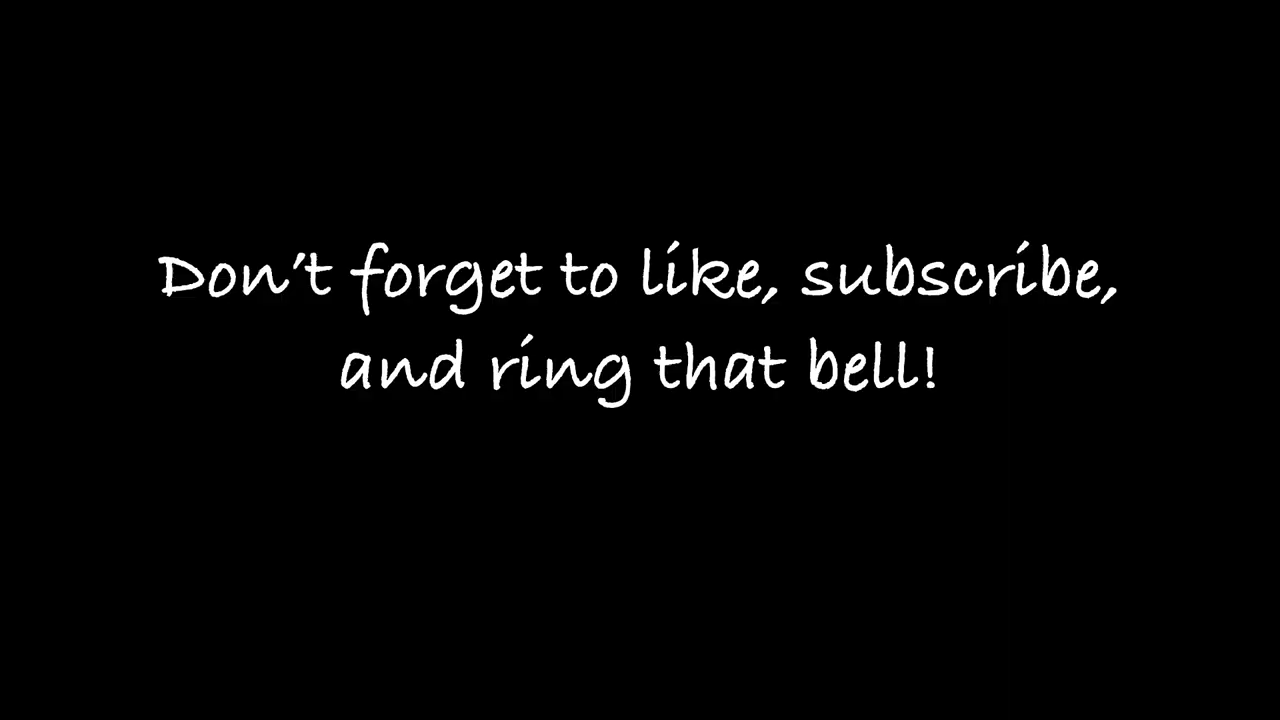 Don't forget to like, subscribe,
and ring that bell!